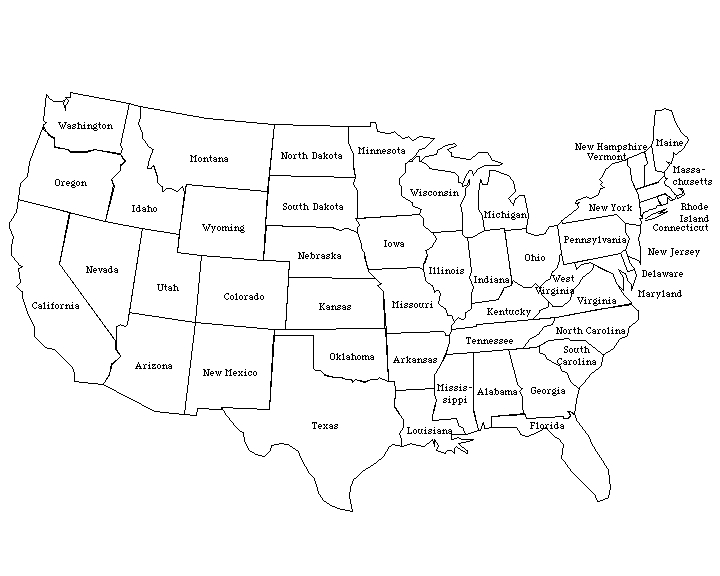 Washington
Montana
North Dakota
Minnesota
New Hampshire
Vermont
Maine
Massa-
chusetts
Oregon
Idaho
Wyoming
South Dakota
Wisconsin
Michigan
New York
Rhode
Island
Connecticut
Pennsylvania
New Jersey
Delaware
Maryland
California
Nevada
Utah
Colorado
Nebraska
Kansas
Iowa
Missouri
Illinois
Indiana
Ohio
West
Virginia
Virginia
Kentucky
Tennessee
North Carolina
South
Carolina
Arizona
New Mexico
Oklahoma
Arkansas
Texas
Louisiana
Missis-
sippi
Alabama
Georgia
Florida